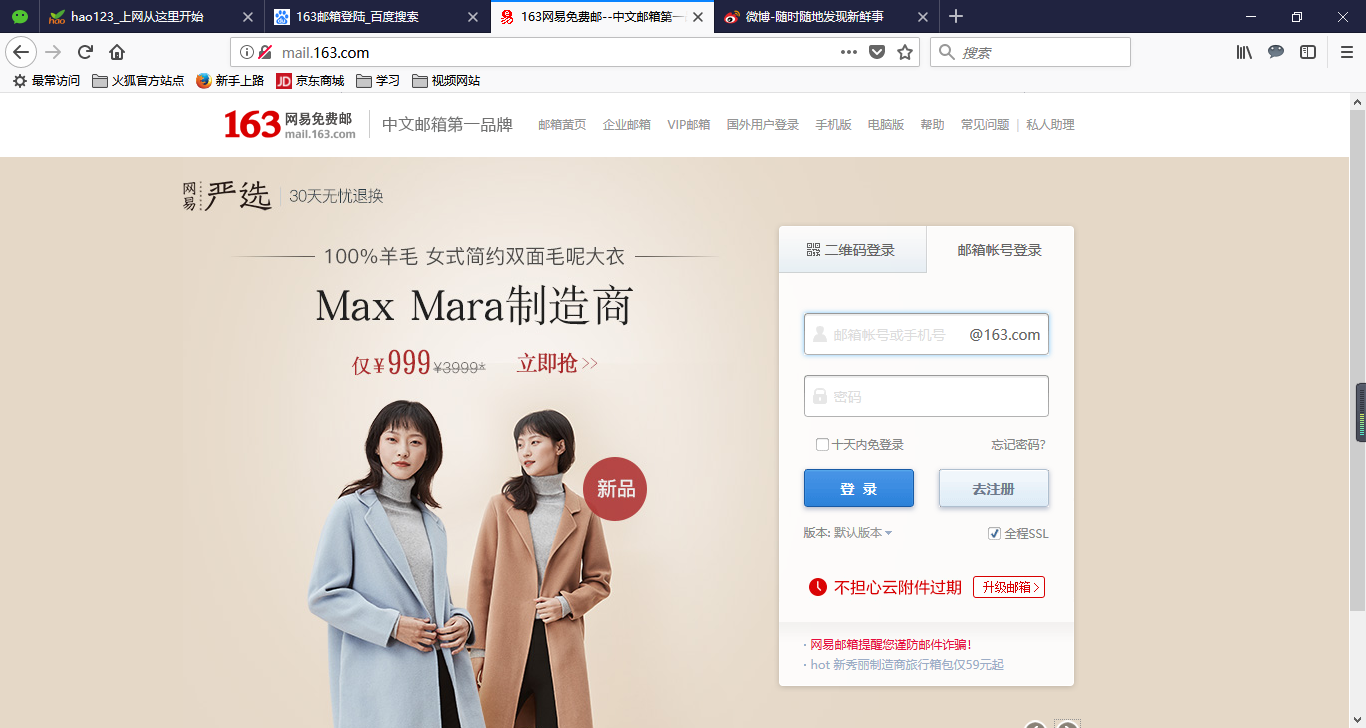 hao123_上网从这里开始
163邮箱登陆_百度搜索
163网易免费邮--中文邮箱第一
微博-随时随地发现新鲜事
mail.163.com
搜索
最常访问 火狐官方站点 新手上路 JD 京东商城 学习 视频网站
163 网易免费邮
mail.163.com
中文邮箱第一品牌
邮箱黄页 企业邮箱 VIP邮箱 国外用户登录 手机版 电脑版 帮助 常见问题 | 私人助理
网易严选 30天无忧退换
100%羊毛 女式简约双面毛呢大衣
Max Mara制造商
仅¥999 ¥3999* 立即抢>>
新品
二维码登录 邮箱帐号登录
邮箱帐号或手机号 @163.com
密码
十天内免登录 忘记密码?
登 录 去注册
版本: 默认版本 全程SSL
不担心云附件过期 升级邮箱>
· 网易邮箱提醒您谨防邮件诈骗!
· hot 新秀丽制造商旅行箱包仅59元起